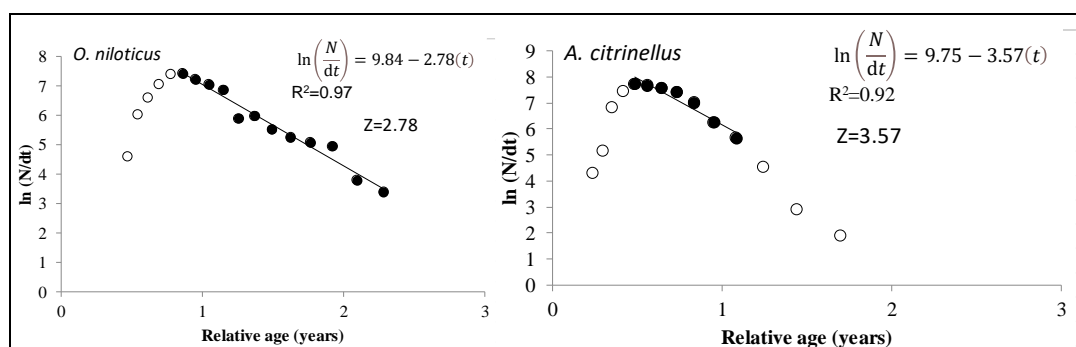 O. niloticus
ln(N/dt) = 9.84 − 2.78(t)
R²=0.97
Z=2.78
ln (N/dt)
8
7
6
5
4
3
2
1
0
0 1 2 3
Relative age (years)
A. citrinellus
ln(N/dt) = 9.75 − 3.57(t)
R²=0.92
Z=3.57
ln (N/dt)
9
8
7
6
5
4
3
2
1
0
0 1 2 3
Relative age (years)